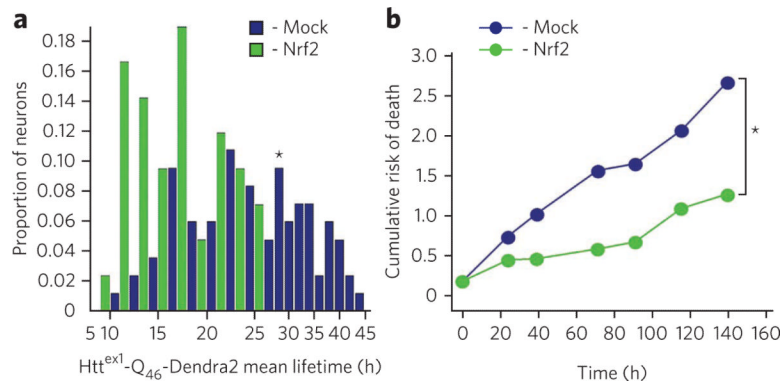 a
- Mock
- Nrf2
Proportion of neurons
0.18
0.16
0.14
0.12
0.10
0.08
0.06
0.04
0.02
0
*
5 10 15 20 25 30 35 40 45
Htt^ex1-Q_46-Dendra2 mean lifetime (h)
b
- Mock
- Nrf2
Cumulative risk of death
3.0
2.5
2.0
1.5
1.0
0.5
0
*
0 20 40 60 80 100 120 140 160
Time (h)